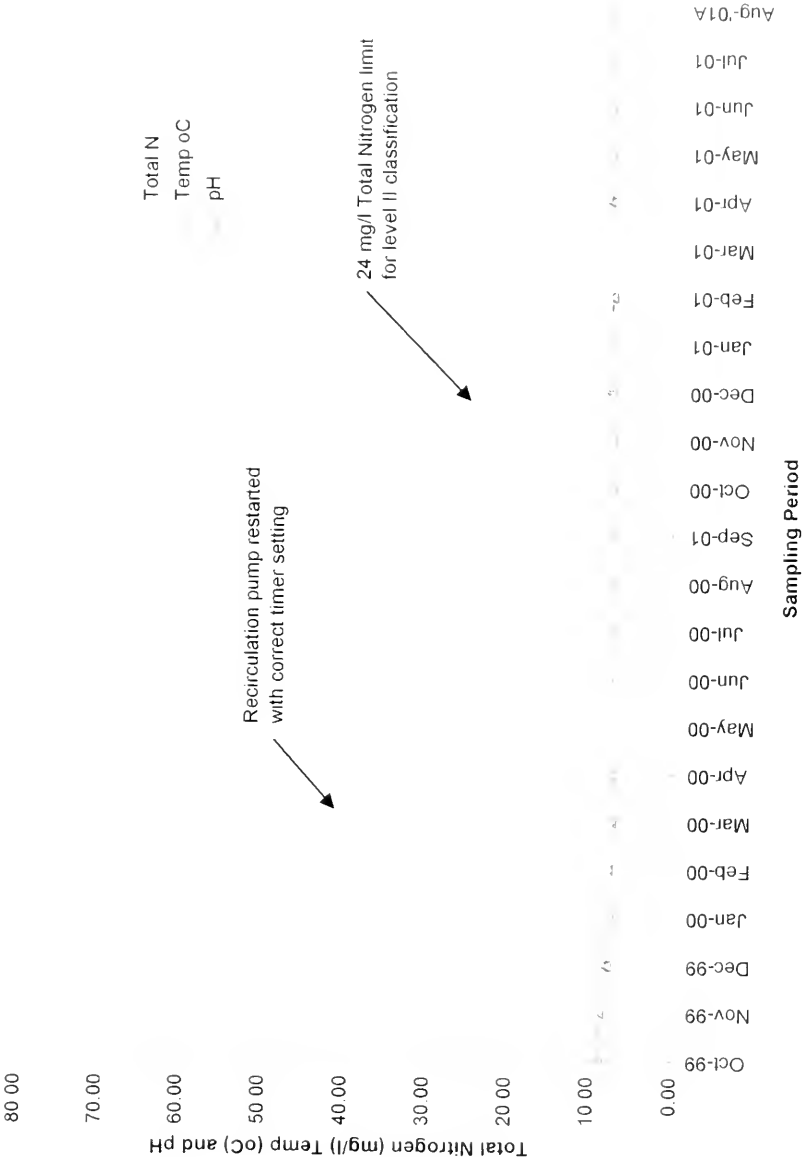 80 00
70.00
60.00
50 00
40.00
30.00
20 00
10 00
0.00
Total Nitrogen (mg/l) Temp (oC) and pH
Total N
Temp oC
pH
Recirculation pump restarted
with correct timer setting
24 mg/l Total Nitrogen limit
for level II classification
Oct-99
Nov-99
Dec-99
Jan-00
Feb-00
Mar-00
Apr-00
May-00
Jun-00
Jul-00
Aug-00
Sep-01
Oct-00
Nov-00
Dec-00
Jan-01
Feb-01
Mar-01
Apr-01
May-01
Jun-01
Jul-01
Aug-'01A
Sampling Period